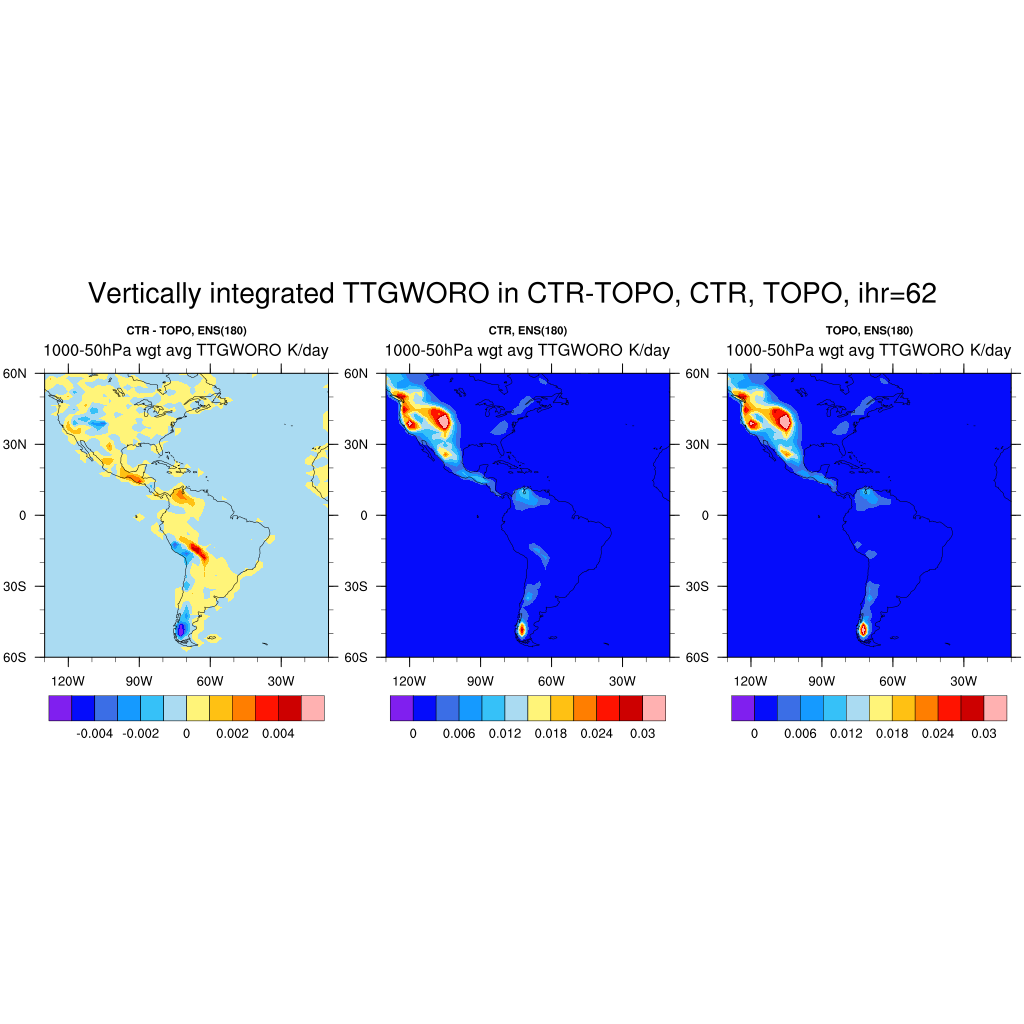 Vertically integrated TTGWORO in CTR-TOPO, CTR, TOPO, ihr=62
CTR - TOPO, ENS(180)
1000-50hPa wgt avg TTGWORO K/day
60N
30N
0
30S
60S
120W 90W 60W 30W
-0.004 -0.002 0 0.002 0.004
CTR, ENS(180)
1000-50hPa wgt avg TTGWORO K/day
60N
30N
0
30S
60S
120W 90W 60W 30W
0 0.006 0.012 0.018 0.024 0.03
TOPO, ENS(180)
1000-50hPa wgt avg TTGWORO K/day
60N
30N
0
30S
60S
120W 90W 60W 30W
0 0.006 0.012 0.018 0.024 0.03